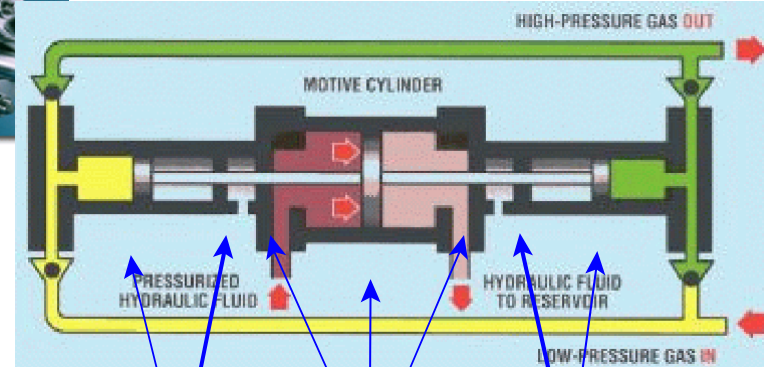 HIGH-PRESSURE GAS OUT
MOTIVE CYLINDER
PRESSURIZED
HYDRAULIC FLUID
HYDRAULIC FLUID
TO RESERVOIR
LOW-PRESSURE GAS IN